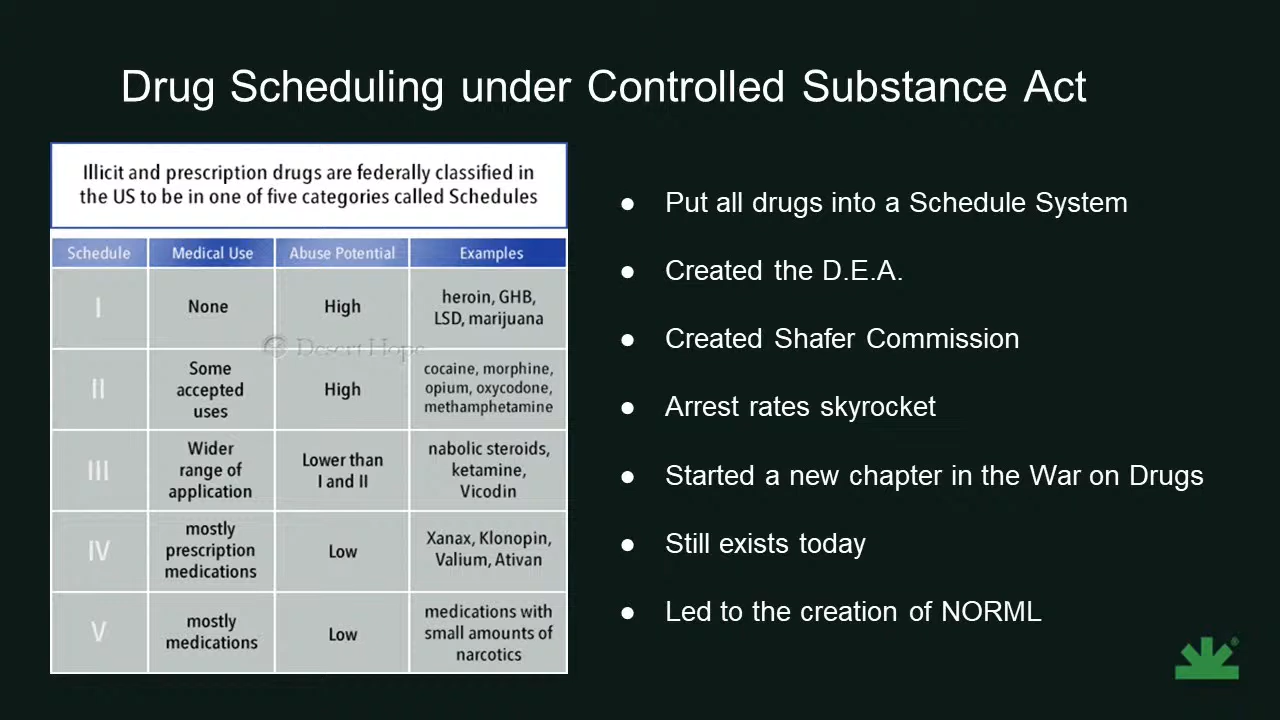 Drug Scheduling under Controlled Substance Act
Illicit and prescription drugs are federally classified in
the US to be in one of five categories called Schedules
Schedule Medical Use Abuse Potential Examples
I None High heroin, GHB,
LSD, marijuana
Desert Hope
II Some
accepted
uses High cocaine, morphine,
opium, oxycodone,
methamphetamine
III Wider
range of
application Lower than
I and II nabolic steroids,
ketamine,
Vicodin
IV mostly
prescription
medications Low Xanax, Klonopin,
Valium, Ativan
V mostly
medications Low medications with
small amounts of
narcotics
● Put all drugs into a Schedule System
● Created the D.E.A.
● Created Shafer Commission
● Arrest rates skyrocket
● Started a new chapter in the War on Drugs
● Still exists today
● Led to the creation of NORML
®